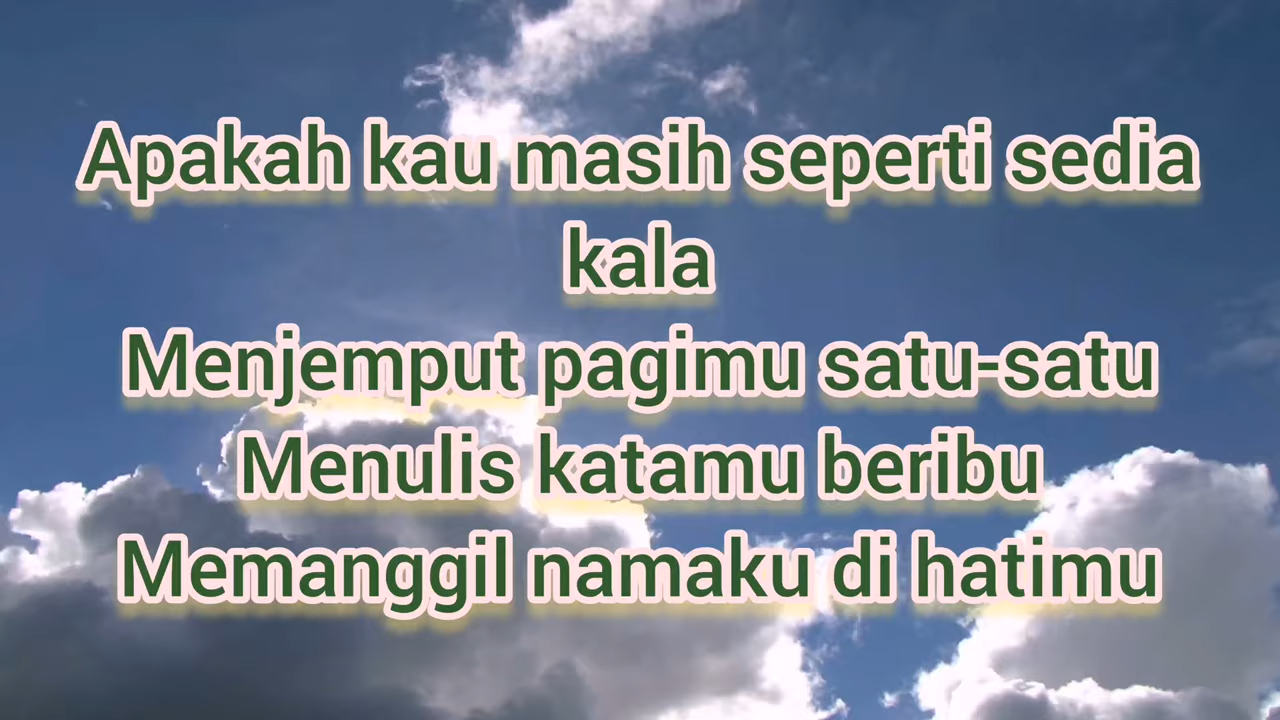 Apakah kau masih seperti sedia
kala
Menjemput pagimu satu-satu
Menulis katamu beribu
Memanggil namaku di hatimu